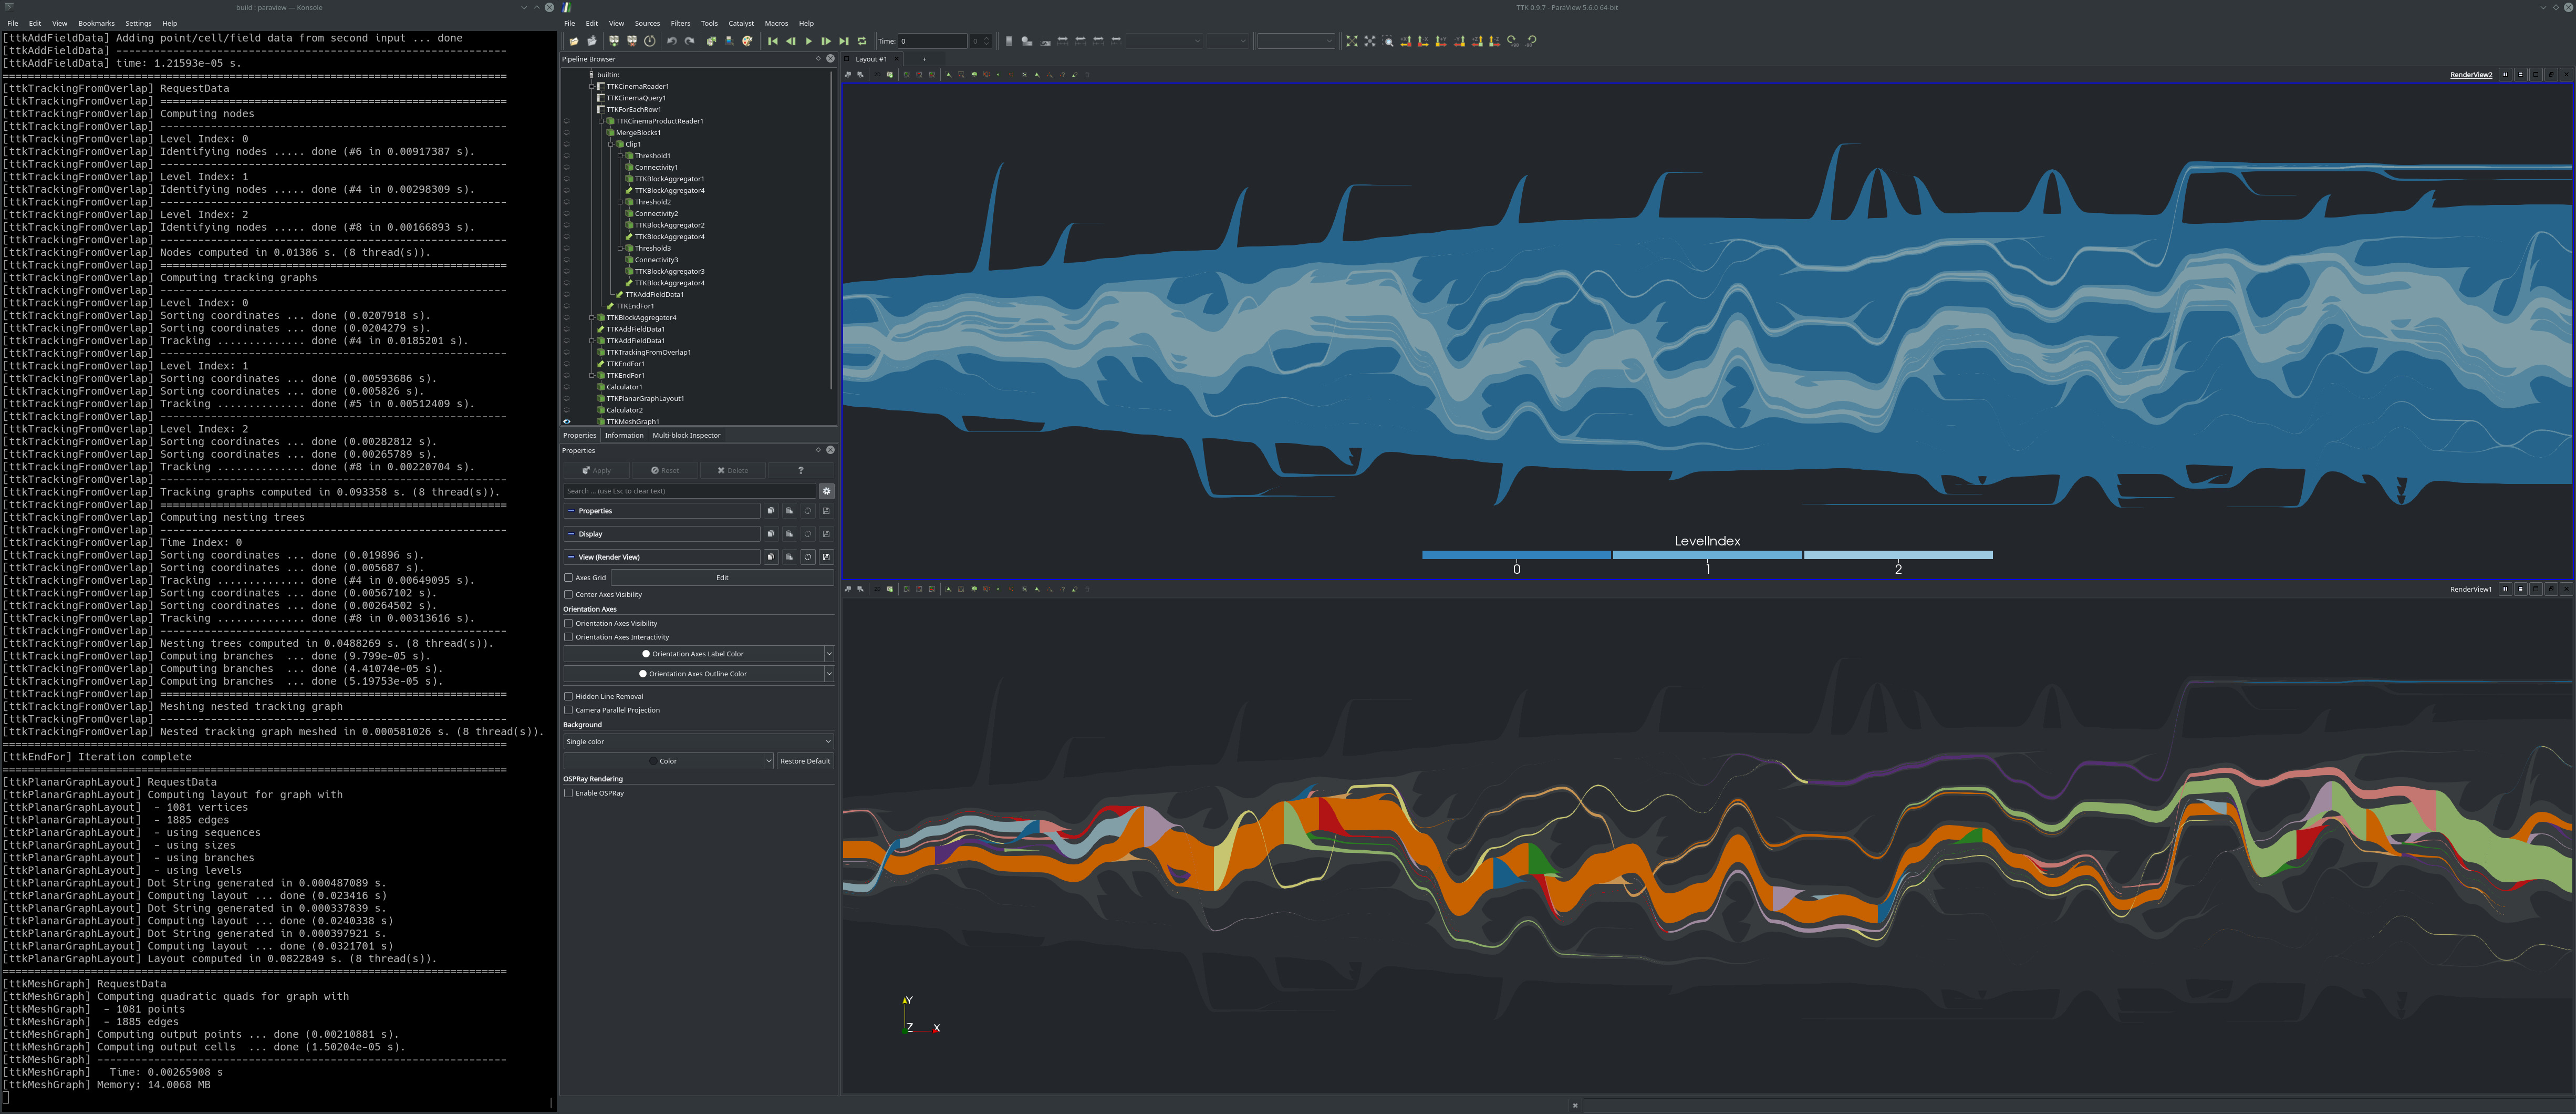 build : paraview — Konsole
File Edit View Bookmarks Settings Help
[ttkAddFieldData] Adding point/cell/field data from second input ... done
[ttkAddFieldData] --------------------------------------------------------------
[ttkAddFieldData] time: 1.21593e-05 s.
================================================================================
[ttkTrackingFromOverlap] RequestData
[ttkTrackingFromOverlap] =======================================================
[ttkTrackingFromOverlap] Computing nodes
[ttkTrackingFromOverlap] -------------------------------------------------------
[ttkTrackingFromOverlap] Level Index: 0
[ttkTrackingFromOverlap] Identifying nodes ..... done (#6 in 0.00917387 s).
[ttkTrackingFromOverlap] -------------------------------------------------------
[ttkTrackingFromOverlap] Level Index: 1
[ttkTrackingFromOverlap] Identifying nodes ..... done (#4 in 0.00298309 s).
[ttkTrackingFromOverlap] -------------------------------------------------------
[ttkTrackingFromOverlap] Level Index: 2
[ttkTrackingFromOverlap] Identifying nodes ..... done (#8 in 0.00166893 s).
[ttkTrackingFromOverlap] -------------------------------------------------------
[ttkTrackingFromOverlap] Nodes computed in 0.01386 s. (8 thread(s)).
[ttkTrackingFromOverlap] =======================================================
[ttkTrackingFromOverlap] Computing tracking graphs
[ttkTrackingFromOverlap] -------------------------------------------------------
[ttkTrackingFromOverlap] Level Index: 0
[ttkTrackingFromOverlap] Sorting coordinates ... done (0.0207918 s).
[ttkTrackingFromOverlap] Sorting coordinates ... done (0.0204279 s).
[ttkTrackingFromOverlap] Tracking .............. done (#4 in 0.0185201 s).
[ttkTrackingFromOverlap] -------------------------------------------------------
[ttkTrackingFromOverlap] Level Index: 1
[ttkTrackingFromOverlap] Sorting coordinates ... done (0.00593686 s).
[ttkTrackingFromOverlap] Sorting coordinates ... done (0.005826 s).
[ttkTrackingFromOverlap] Tracking .............. done (#5 in 0.00512409 s).
[ttkTrackingFromOverlap] -------------------------------------------------------
[ttkTrackingFromOverlap] Level Index: 2
[ttkTrackingFromOverlap] Sorting coordinates ... done (0.00282812 s).
[ttkTrackingFromOverlap] Sorting coordinates ... done (0.00265789 s).
[ttkTrackingFromOverlap] Tracking .............. done (#8 in 0.00220704 s).
[ttkTrackingFromOverlap] -------------------------------------------------------
[ttkTrackingFromOverlap] Tracking graphs computed in 0.093358 s. (8 thread(s)).
[ttkTrackingFromOverlap] =======================================================
[ttkTrackingFromOverlap] Computing nesting trees
[ttkTrackingFromOverlap] -------------------------------------------------------
[ttkTrackingFromOverlap] Time Index: 0
[ttkTrackingFromOverlap] Sorting coordinates ... done (0.019896 s).
[ttkTrackingFromOverlap] Sorting coordinates ... done (0.005687 s).
[ttkTrackingFromOverlap] Tracking .............. done (#4 in 0.00649095 s).
[ttkTrackingFromOverlap] Sorting coordinates ... done (0.00567102 s).
[ttkTrackingFromOverlap] Sorting coordinates ... done (0.00264502 s).
[ttkTrackingFromOverlap] Tracking .............. done (#8 in 0.00313616 s).
[ttkTrackingFromOverlap] -------------------------------------------------------
[ttkTrackingFromOverlap] Nesting trees computed in 0.0488269 s. (8 thread(s)).
[ttkTrackingFromOverlap] Computing branches  ... done (9.799e-05 s).
[ttkTrackingFromOverlap] Computing branches  ... done (4.41074e-05 s).
[ttkTrackingFromOverlap] Computing branches  ... done (5.19753e-05 s).
[ttkTrackingFromOverlap] =======================================================
[ttkTrackingFromOverlap] Meshing nested tracking graph
[ttkTrackingFromOverlap] -------------------------------------------------------
[ttkTrackingFromOverlap] Nested tracking graph meshed in 0.000581026 s. (8 thread(s)).
================================================================================
[ttkEndFor] Iteration complete
================================================================================
[ttkPlanarGraphLayout] RequestData
[ttkPlanarGraphLayout] Computing layout for graph with
[ttkPlanarGraphLayout]  - 1081 vertices
[ttkPlanarGraphLayout]  - 1885 edges
[ttkPlanarGraphLayout]  - using sequences
[ttkPlanarGraphLayout]  - using sizes
[ttkPlanarGraphLayout]  - using branches
[ttkPlanarGraphLayout]  - using levels
[ttkPlanarGraphLayout] Dot String generated in 0.000487089 s.
[ttkPlanarGraphLayout] Computing layout ... done (0.023416 s)
[ttkPlanarGraphLayout] Dot String generated in 0.000337839 s.
[ttkPlanarGraphLayout] Computing layout ... done (0.0240338 s)
[ttkPlanarGraphLayout] Dot String generated in 0.000397921 s.
[ttkPlanarGraphLayout] Computing layout ... done (0.0321701 s)
[ttkPlanarGraphLayout] Layout computed in 0.0822849 s. (8 thread(s)).
================================================================================
[ttkMeshGraph] RequestData
[ttkMeshGraph] Computing quadratic quads for graph with
[ttkMeshGraph]  - 1081 points
[ttkMeshGraph]  - 1885 edges
[ttkMeshGraph] Computing output points ... done (0.00210881 s).
[ttkMeshGraph] Computing output cells  ... done (1.50204e-05 s).
[ttkMeshGraph] -----------------------------------------------------------------
[ttkMeshGraph]   Time: 0.00265908 s
[ttkMeshGraph] Memory: 14.0068 MB
TTK 0.9.7 - ParaView 5.6.0 64-bit
File Edit View Sources Filters Tools Catalyst Macros Help
Time: 0
0
Pipeline Browser
builtin:
TTKCinemaReader1
TTKCinemaQuery1
TTKForEachRow1
TTKCinemaProductReader1
MergeBlocks1
Clip1
Threshold1
Connectivity1
TTKBlockAggregator1
TTKBlockAggregator4
Threshold2
Connectivity2
TTKBlockAggregator2
TTKBlockAggregator4
Threshold3
Connectivity3
TTKBlockAggregator3
TTKBlockAggregator4
TTKAddFieldData1
TTKEndFor1
TTKBlockAggregator4
TTKAddFieldData1
TTKAddFieldData1
TTKTrackingFromOverlap1
TTKEndFor1
TTKEndFor1
Calculator1
TTKPlanarGraphLayout1
Calculator2
TTKMeshGraph1
Properties Information Multi-block Inspector
Properties
Apply Reset Delete ?
Search ... (use Esc to clear text)
Properties
Display
View (Render View)
Axes Grid Edit
Center Axes Visibility
Orientation Axes
Orientation Axes Visibility
Orientation Axes Interactivity
Orientation Axes Label Color
Orientation Axes Outline Color
Hidden Line Removal
Camera Parallel Projection
Background
Single color
Color Restore Default
OSPRay Rendering
Enable OSPRay
Layout #1 +
RenderView2
LevelIndex
0 1 2
RenderView1
Y
Z X